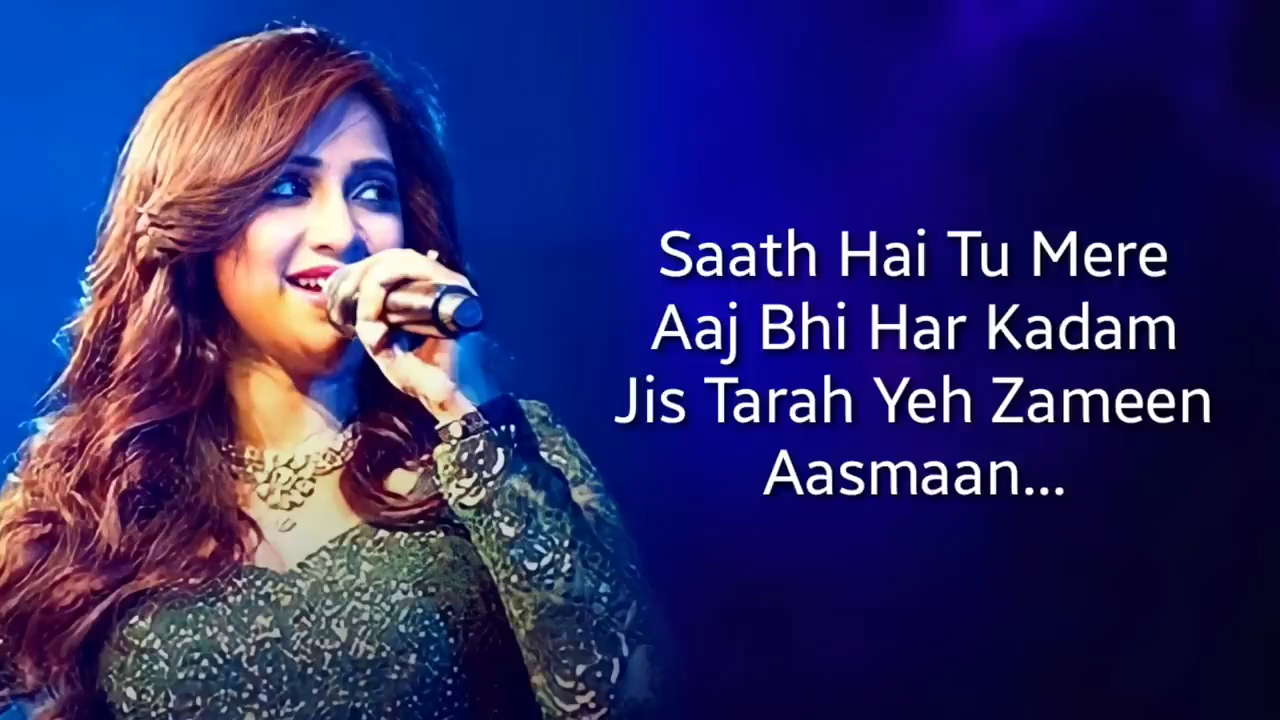 Saath Hai Tu Mere
Aaj Bhi Har Kadam
Jis Tarah Yeh Zameen
Aasmaan...